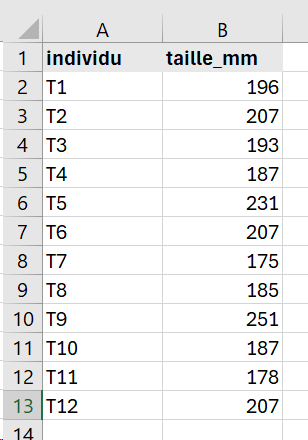 A B
1 individu taille_mm
2 T1 196
3 T2 207
4 T3 193
5 T4 187
6 T5 231
7 T6 207
8 T7 175
9 T8 185
10 T9 251
11 T10 187
12 T11 178
13 T12 207
14